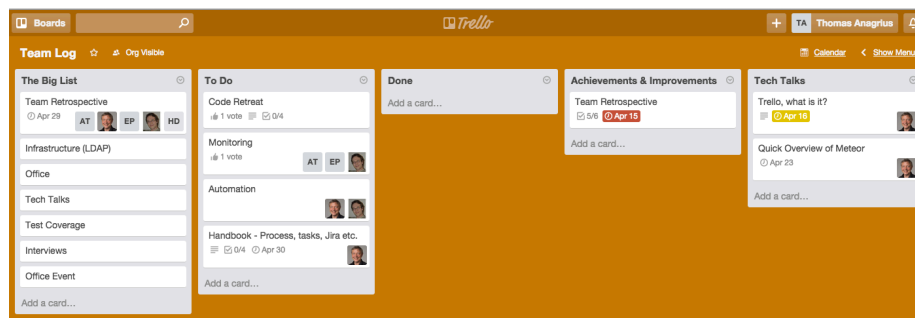 Boards
Trello
+ TA Thomas Anagrius
Team Log
Org Visible
Calendar
Show Menu
The Big List
Team Retrospective
Apr 29
AT EP HD
Infrastructure (LDAP)
Office
Tech Talks
Test Coverage
Interviews
Office Event
Add a card...
To Do
Code Retreat
1 vote 0/4
Monitoring
1 vote
AT EP
Automation
Handbook - Process, tasks, Jira etc.
0/4 Apr 30
Add a card...
Done
Add a card...
Achievements & Improvements
Team Retrospective
5/6 Apr 15
Add a card...
Tech Talks
Trello, what is it?
Apr 16
Quick Overview of Meteor
Apr 23
Add a card...